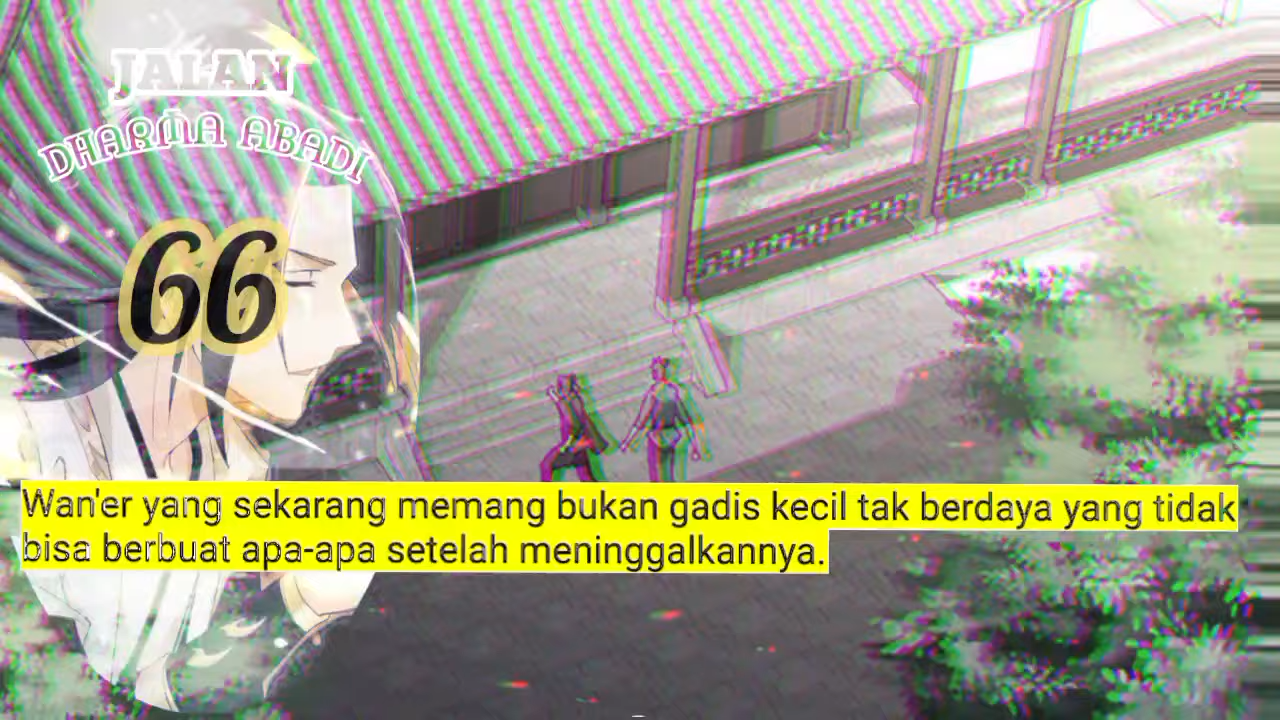 JALAN
DHARMA ABADI
66
Wan'er yang sekarang memang bukan gadis kecil tak berdaya yang tidak
bisa berbuat apa-apa setelah meninggalkannya.